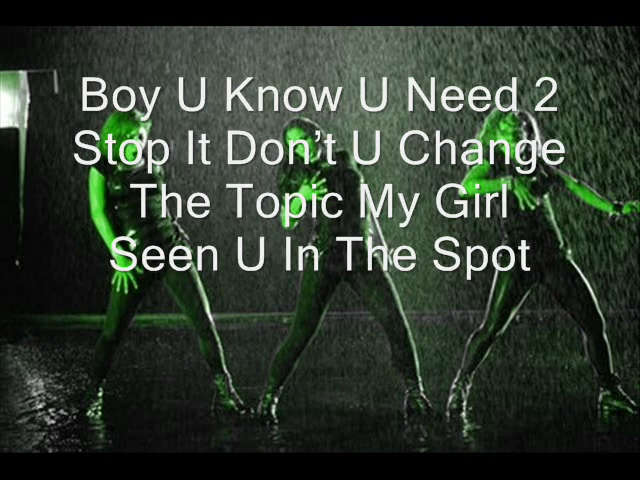 Boy U Know U Need 2
Stop It Don’t U Change
The Topic My Girl
Seen U In The Spot